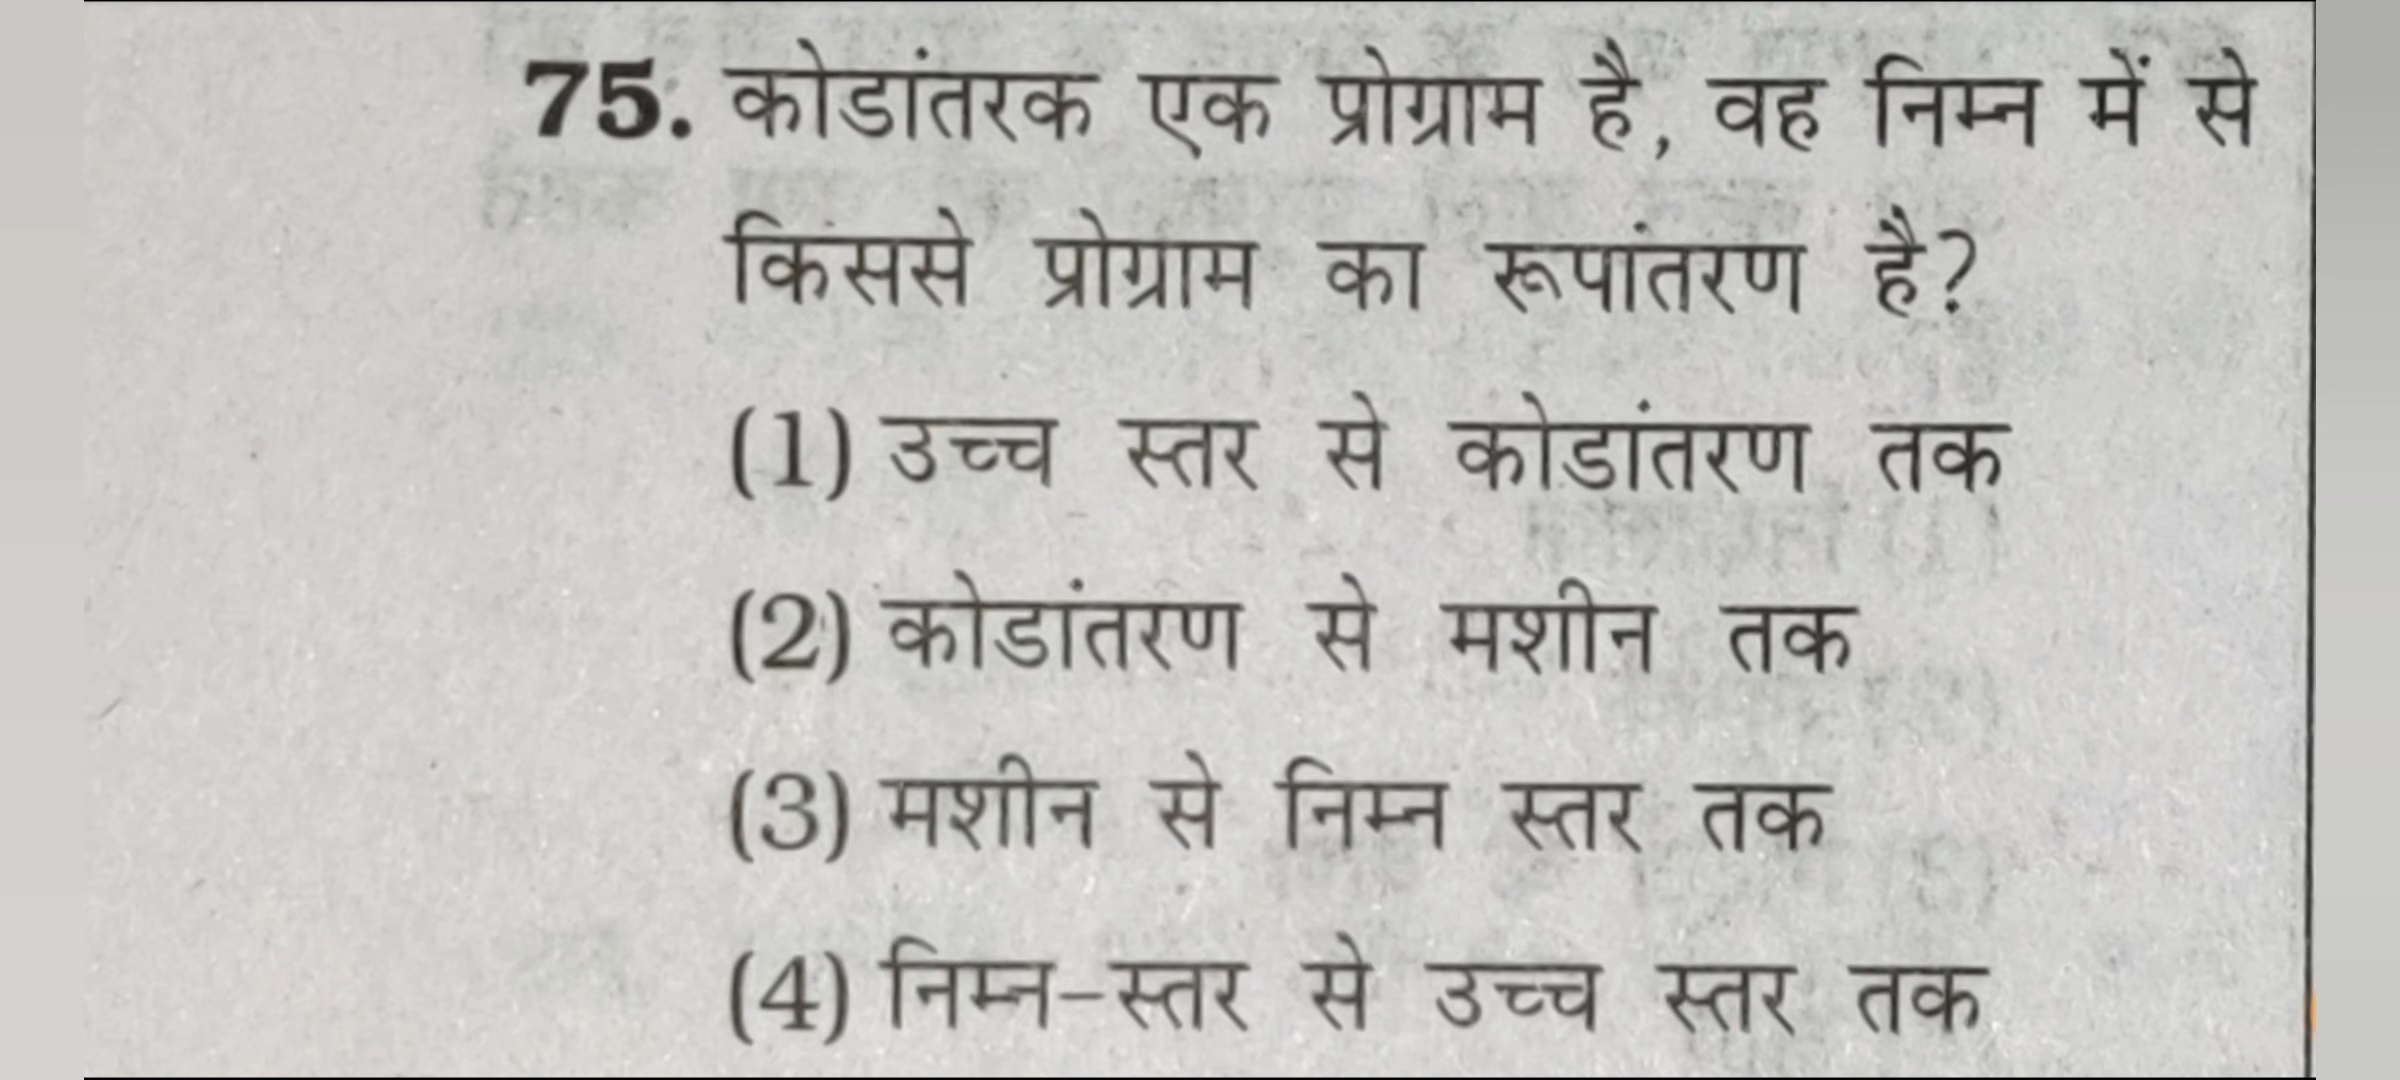 75. कोडांतरक एक प्रोग्राम है, वह निम्न में से
किससे प्रोग्राम का रूपांतरण है?
(1) उच्च स्तर से कोडांतरण तक
(2) कोडांतरण से मशीन तक
(3) मशीन से निम्न स्तर तक
(4) निम्न-स्तर से उच्च स्तर तक